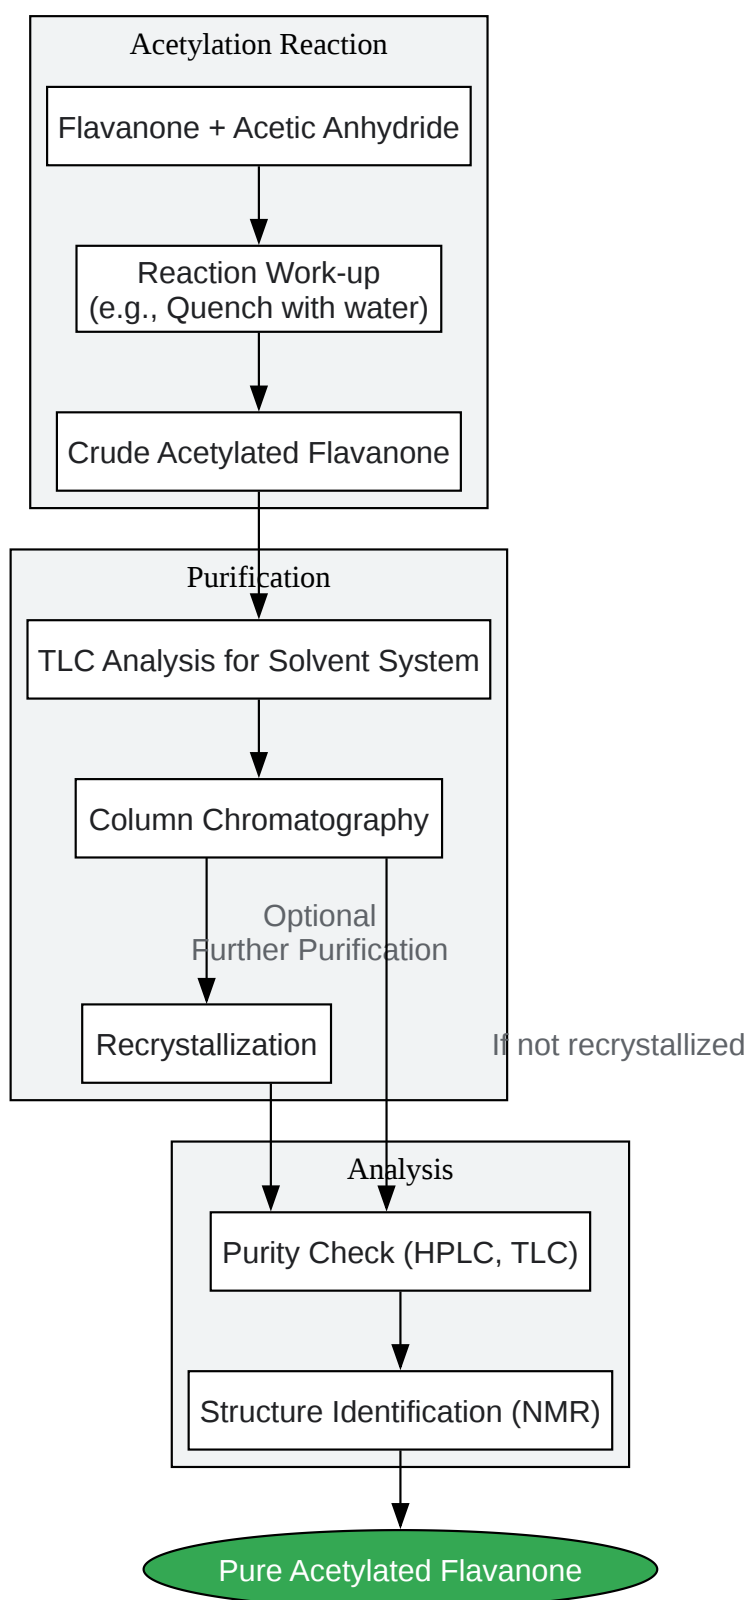 Acetylation Reaction
Flavanone + Acetic Anhydride
Reaction Work-up
(e.g., Quench with water)
Crude Acetylated Flavanone
Purification
TLC Analysis for Solvent System
Column Chromatography
Optional
Further Purification
Recrystallization
If not recrystallized
Analysis
Purity Check (HPLC, TLC)
Structure Identification (NMR)
Pure Acetylated Flavanone